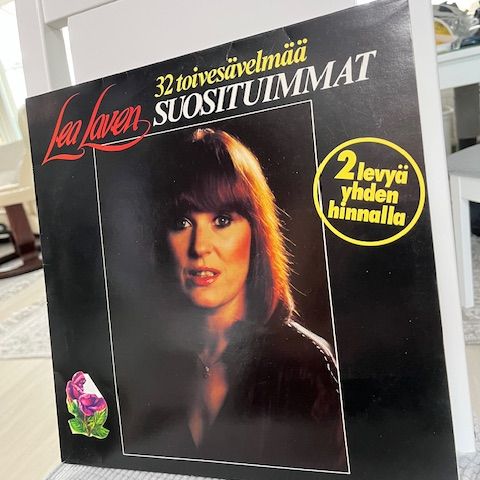 Lea Laven
32 toivesävelmää
SUOSITUIMMAT
2 levyä
yhden
hinnalla